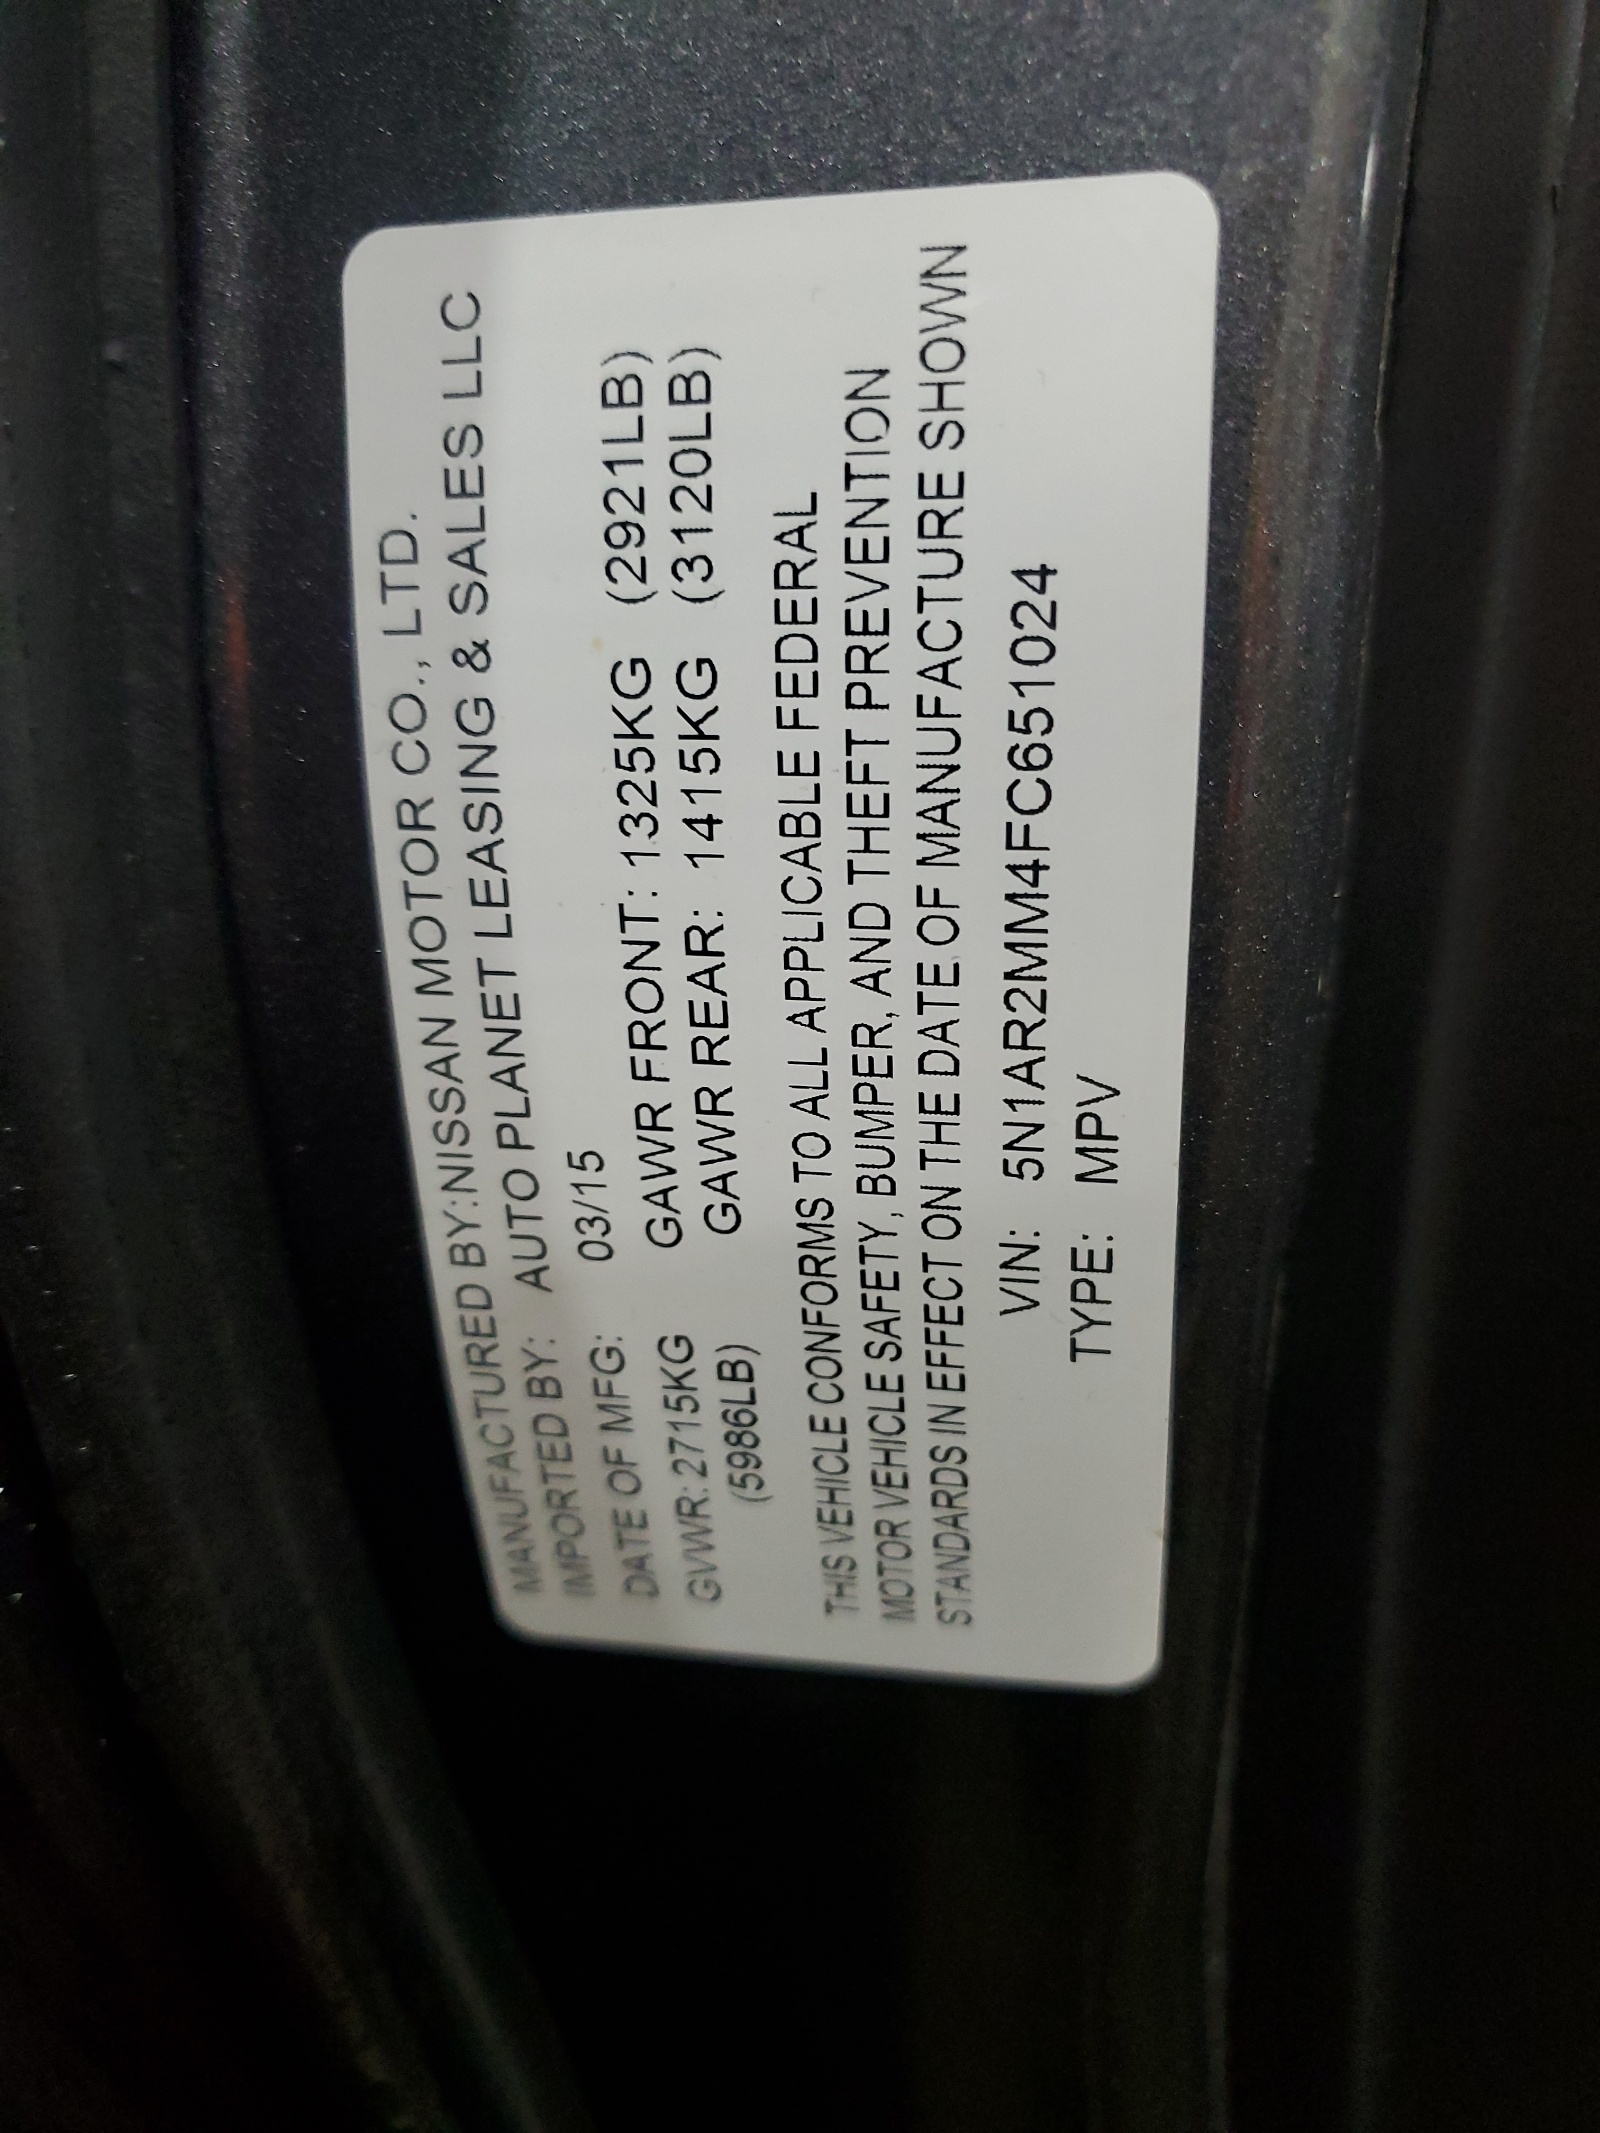 MANUFACTURED BY:NISSAN MOTOR CO., LTD.
IMPORTED BY: AUTO PLANET LEASING & SALES LLC
DATE OF MFG: 03/15
GVWR: 2715KG GAWR FRONT: 1325KG (2921LB)
(5986LB) GAWR REAR: 1415KG (3120LB)
THIS VEHICLE CONFORMS TO ALL APPLICABLE FEDERAL
MOTOR VEHICLE SAFETY, BUMPER, AND THEFT PREVENTION
STANDARDS IN EFFECT ON THE DATE OF MANUFACTURE SHOWN
VIN: 5N1AR2MM4FC651024
TYPE: MPV